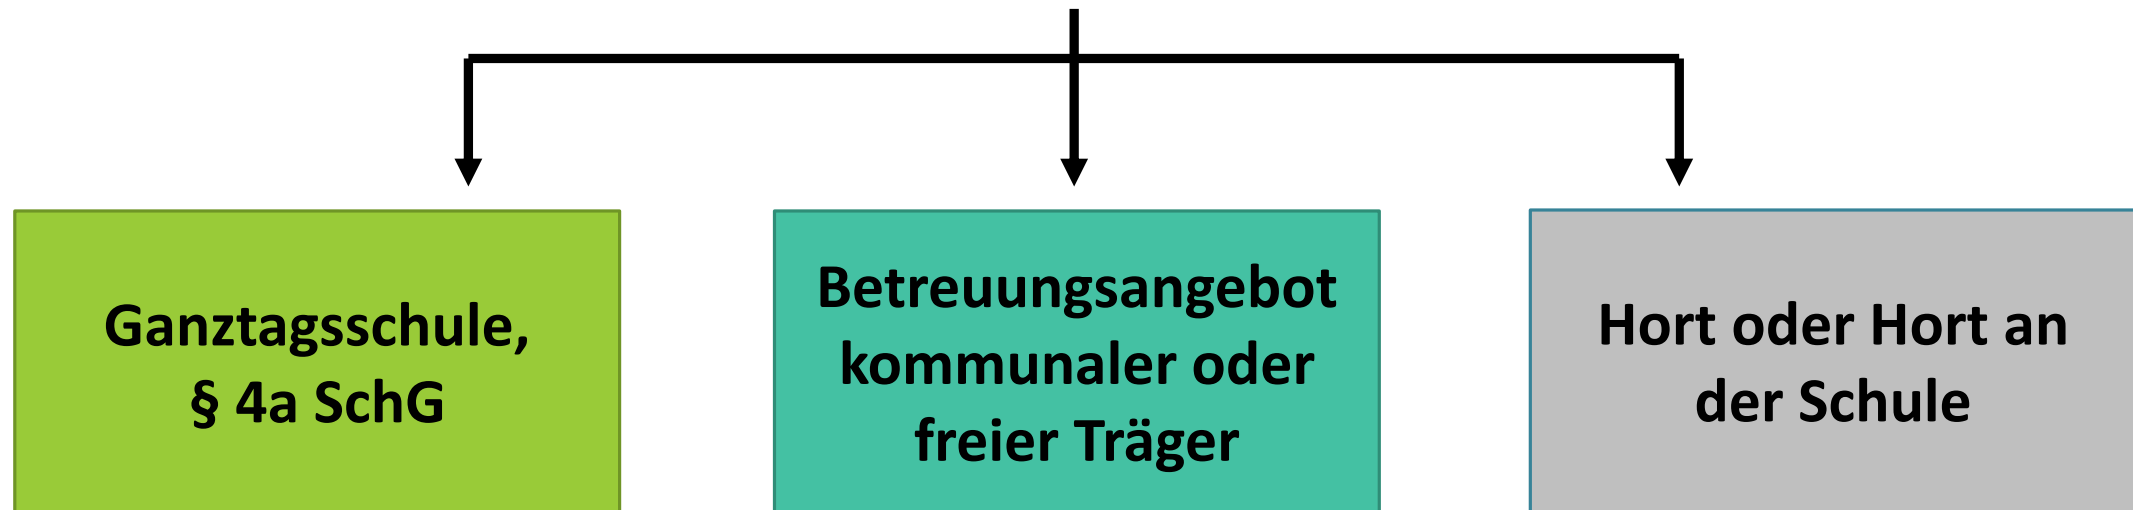 Ganztagsschule,
§ 4a SchG
Betreuungsangebot
kommunaler oder
freier Träger
Hort oder Hort an
der Schule